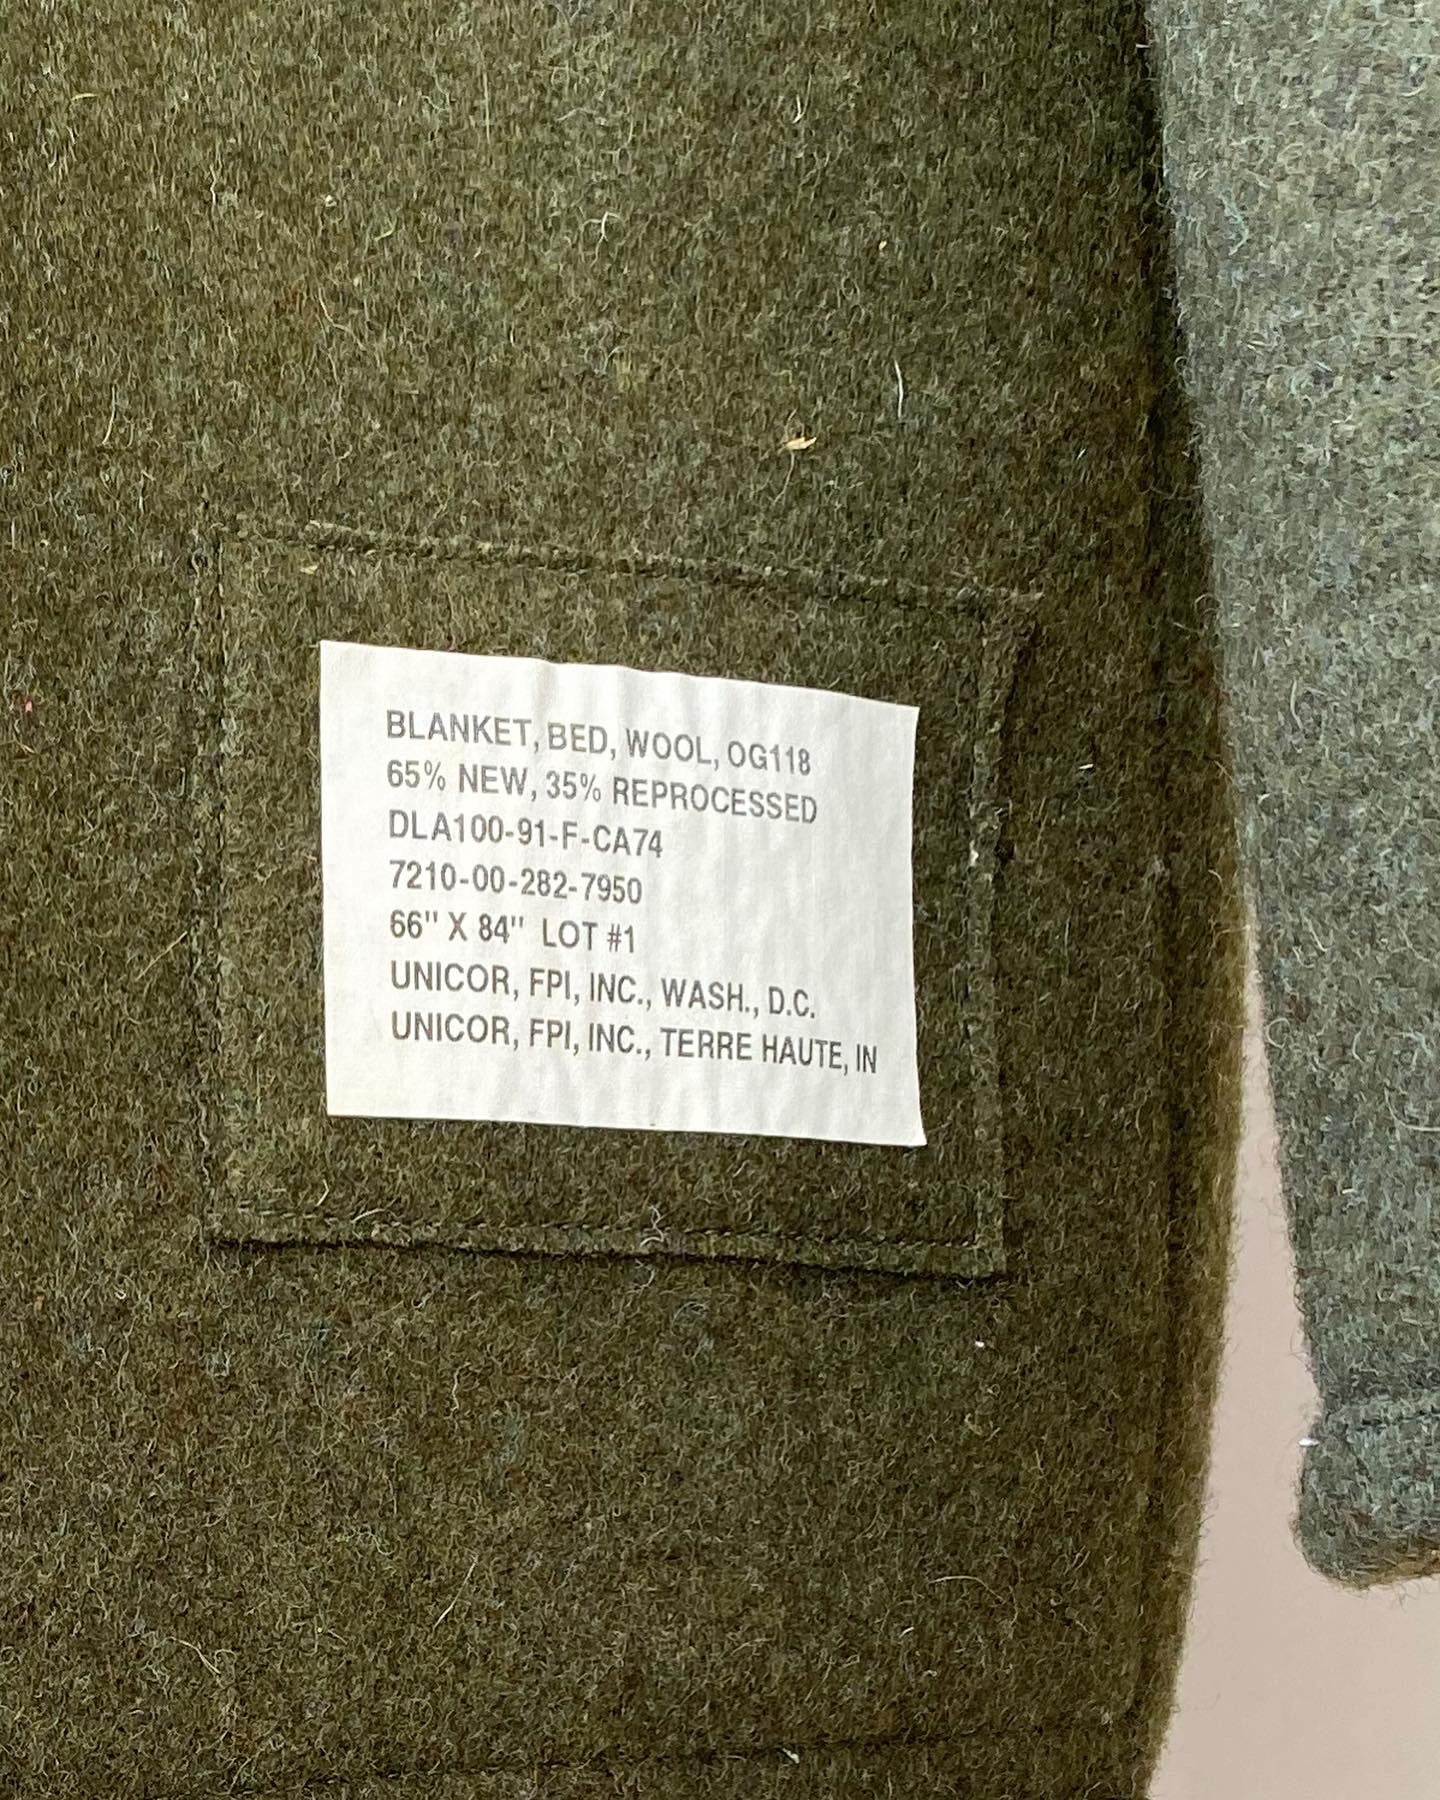 BLANKET, BED, WOOL, OG118
65% NEW, 35% REPROCESSED
DLA100-91-F-CA74
7210-00-282-7950
66" X 84" LOT #1
UNICOR, FPI, INC., WASH., D.C.
UNICOR, FPI, INC., TERRE HAUTE, IN